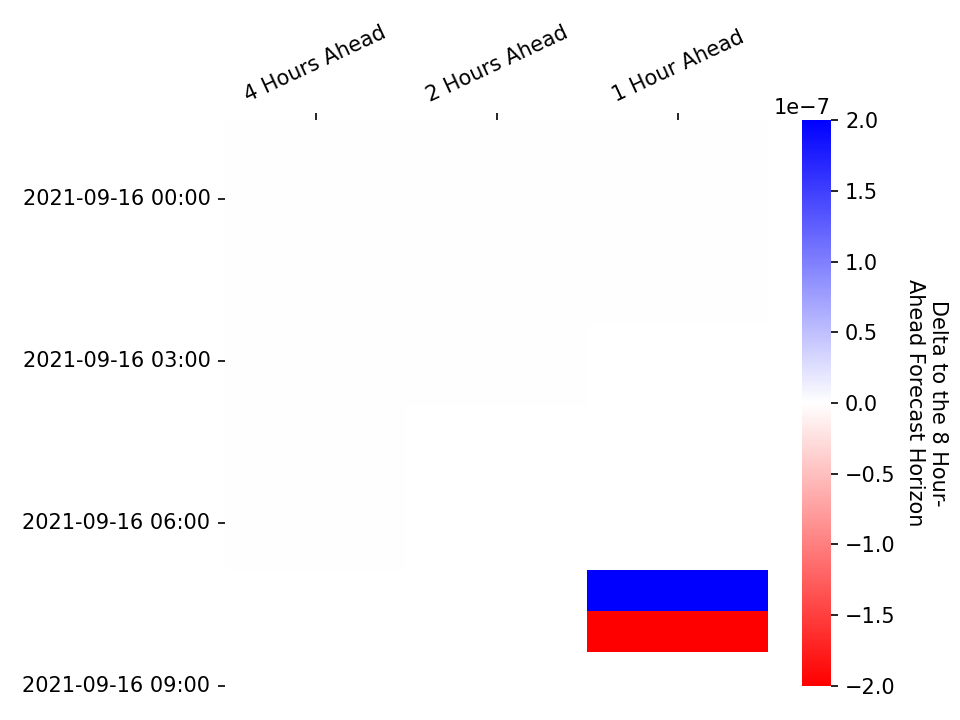 4 Hours Ahead
2 Hours Ahead
1 Hour Ahead
1e−7
2021-09-16 00:00
2021-09-16 03:00
2021-09-16 06:00
2021-09-16 09:00
2.0
1.5
1.0
0.5
0.0
−0.5
−1.0
−1.5
−2.0
Delta to the 8 Hour-
Ahead Forecast Horizon